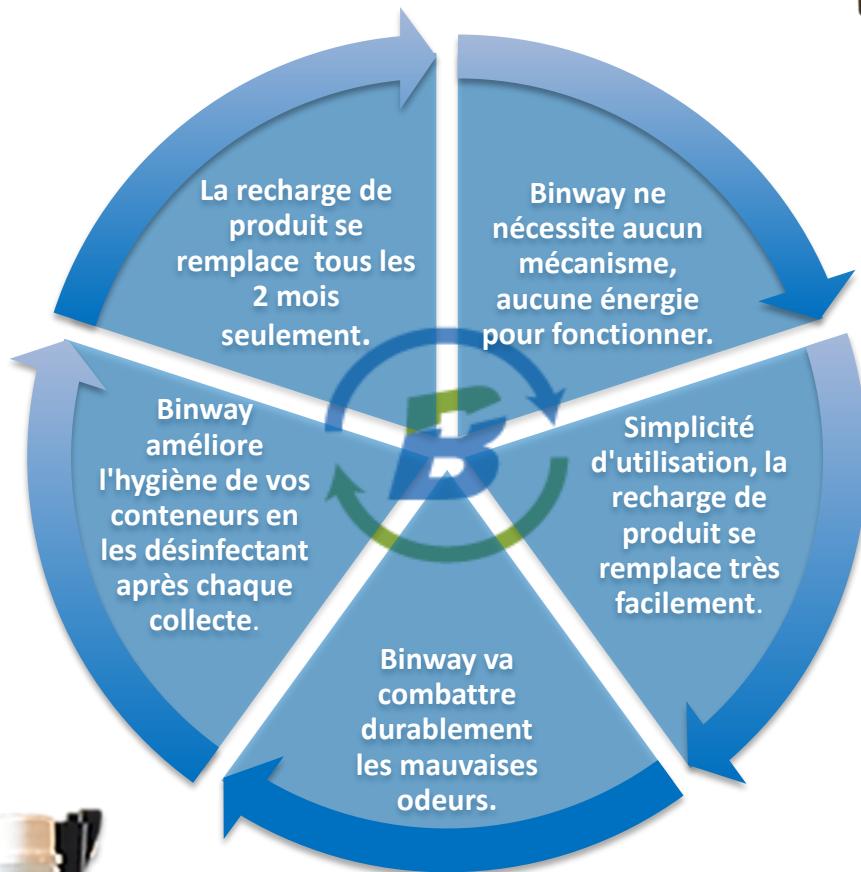 Binway ne
nécessite aucun
mécanisme,
aucune énergie
pour fonctionner.
Simplicité
d'utilisation, la
recharge de
produit se
remplace très
facilement.
Binway va
combattre
durablement
les mauvaises
odeurs.
Binway
améliore
l'hygiène de vos
conteneurs en
les désinfectant
après chaque
collecte.
La recharge de
produit se
remplace tous les
2 mois
seulement.
B